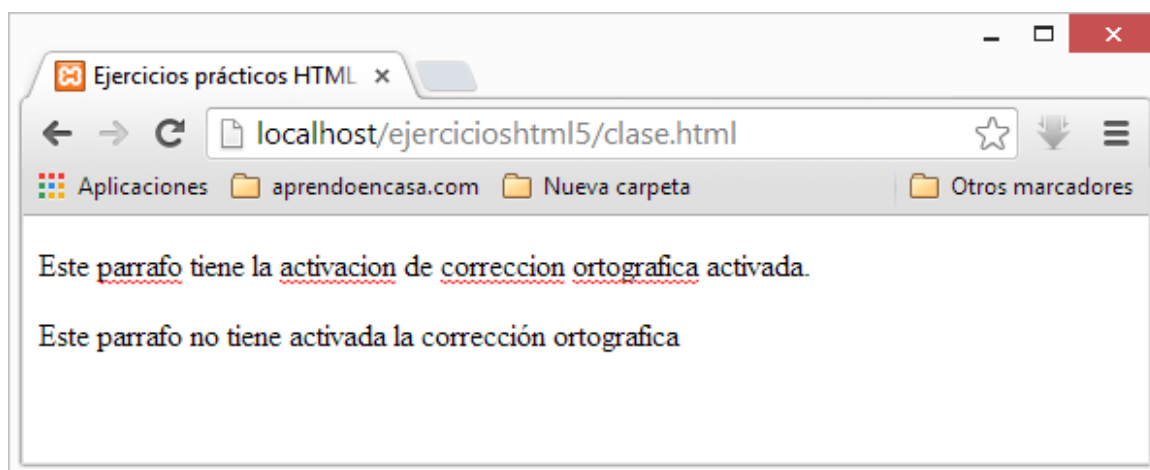 Ejercicios prácticos HTML
localhost/ejercicioshtml5/clase.html
Aplicaciones aprendoencasa.com Nueva carpeta Otros marcadores
Este parrafo tiene la activacion de correccion ortografica activada.
Este parrafo no tiene activada la corrección ortografica